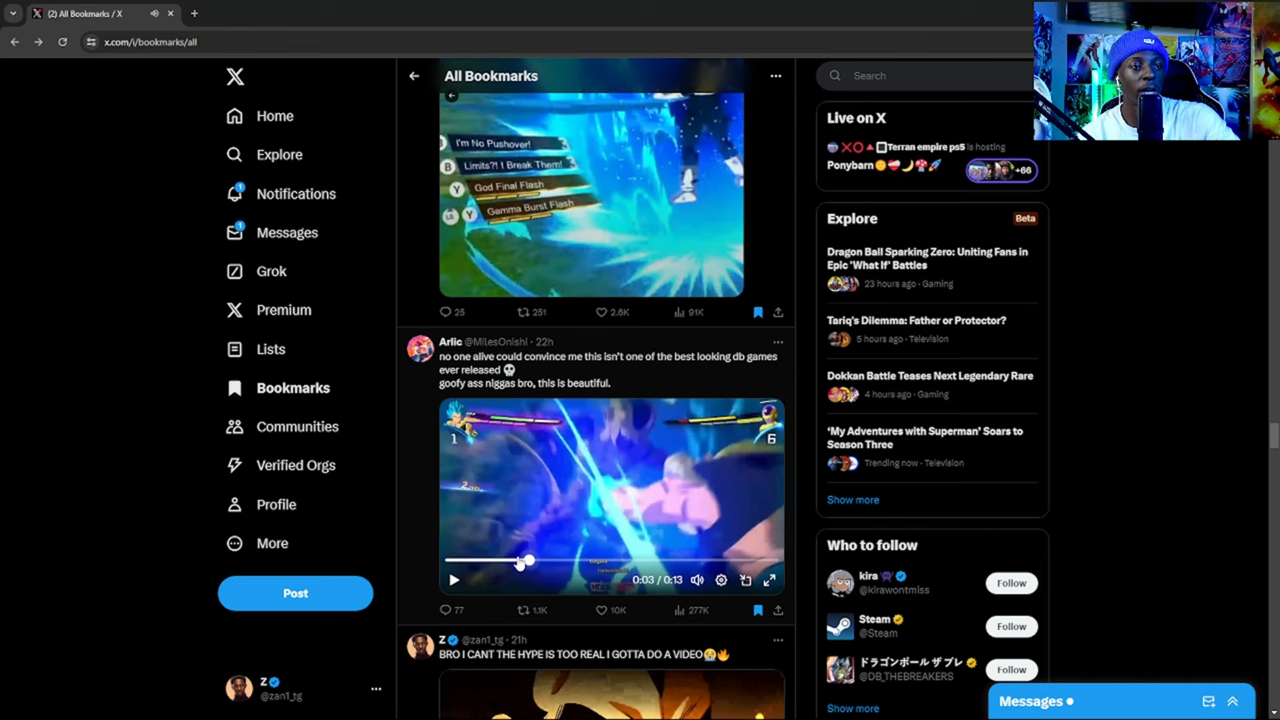 (2) All Bookmarks / X
x.com/i/bookmarks/all
Home
Explore
Notifications
Messages
Grok
Premium
Lists
Bookmarks
Communities
Verified Orgs
Profile
More
Post
Z
@zan1_tg
All Bookmarks
I'm No Pushover!
B Limits?! I Break Them!
Y God Final Flash
Y Gamma Burst Flash
25 251 2.6K 91K
Arlic @MilesOnishi · 22h
no one alive could convince me this isn't one of the best looking db games
ever released 💀
goofy ass niggas bro, this is beautiful.
1 6
0:03 / 0:13
77 1.1K 10K 277K
Z @zan1_tg · 21h
BRO I CANT THE HYPE IS TOO REAL I GOTTA DO A VIDEO😭🔥
Search
Live on X
Terran empire ps5 is hosting
Ponybarn
+66
Explore
Beta
Dragon Ball Sparking Zero: Uniting Fans in
Epic 'What If' Battles
23 hours ago · Gaming
Tariq's Dilemma: Father or Protector?
5 hours ago · Television
Dokkan Battle Teases Next Legendary Rare
4 hours ago · Gaming
'My Adventures with Superman' Soars to
Season Three
Trending now · Television
Show more
Who to follow
kira
@kirawontmiss
Follow
Steam
@Steam
Follow
ドラゴンボール ザ ブレ
@DB_THEBREAKERS
Follow
Show more
Messages